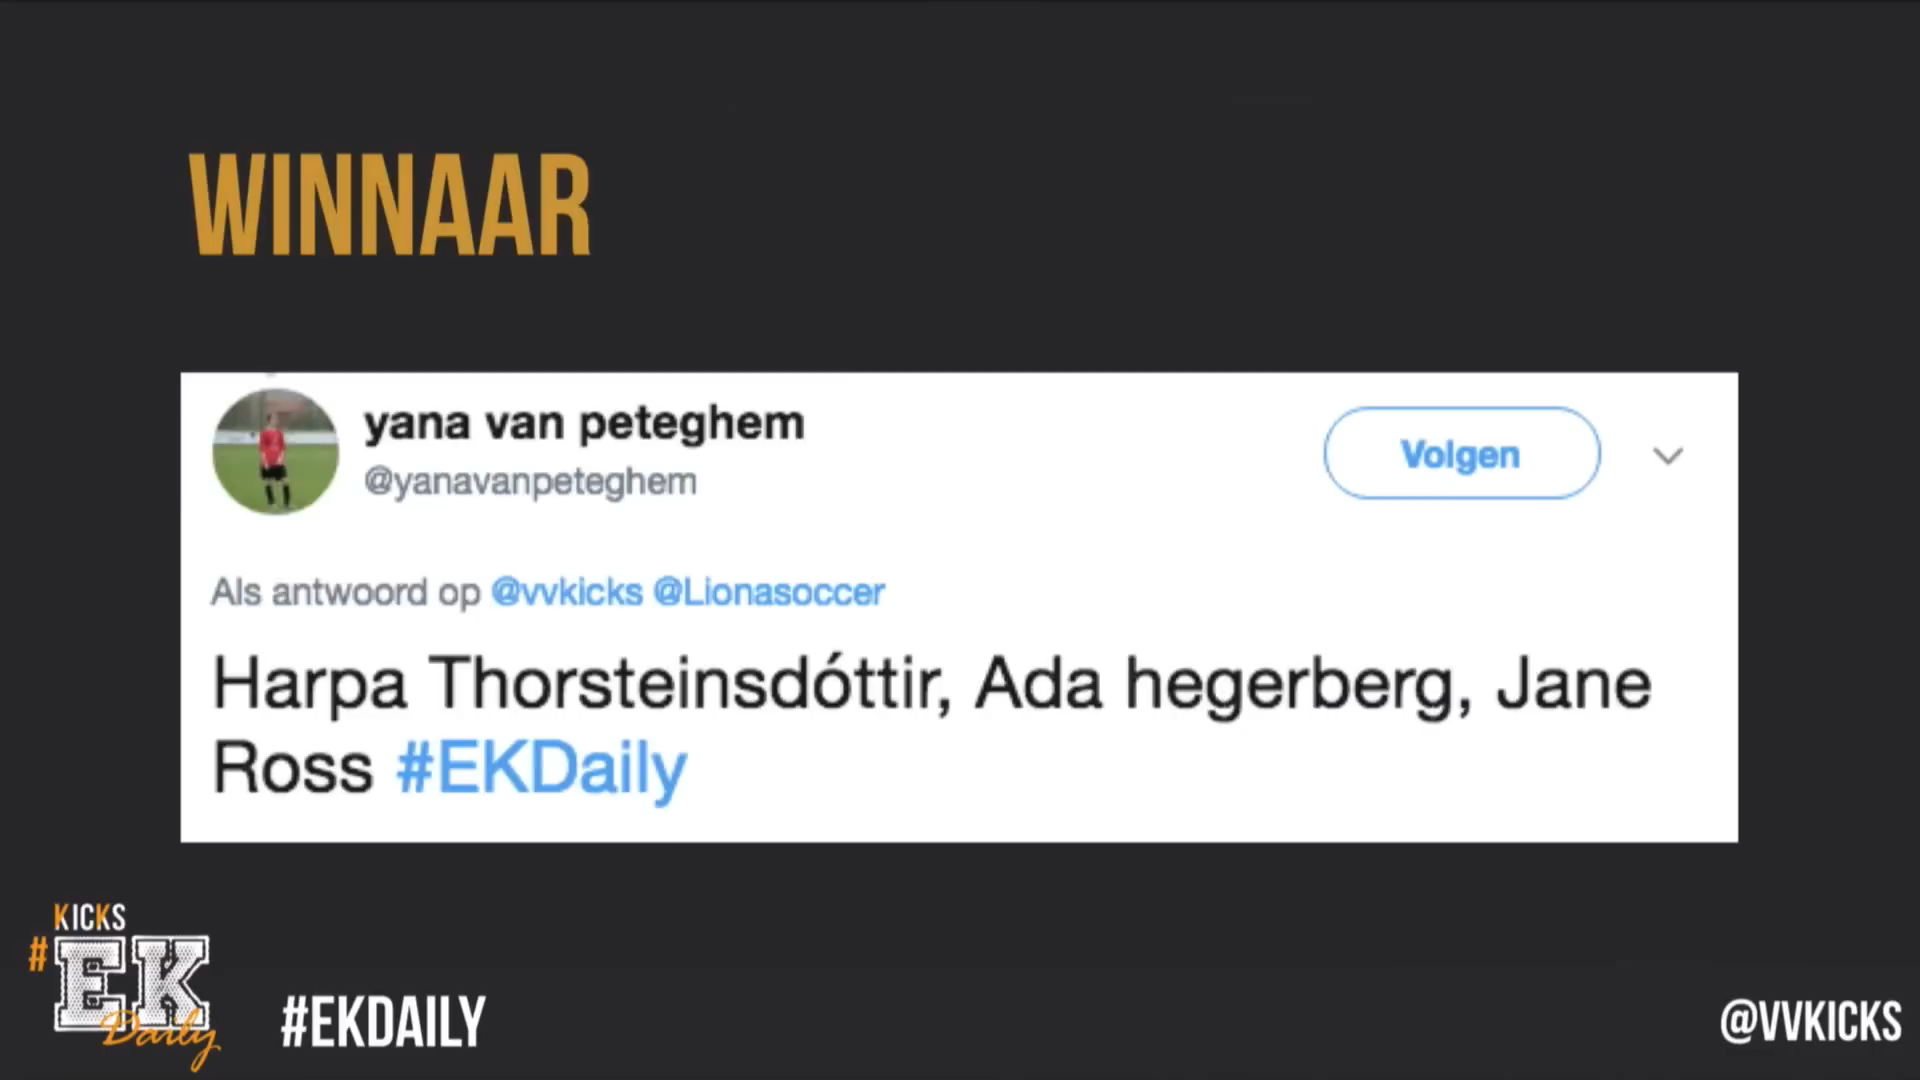 WINNAAR
yana van peteghem
@yanavanpeteghem
Volgen
Als antwoord op @vvkicks @Lionasoccer
Harpa Thorsteinsdóttir, Ada hegerberg, Jane
Ross #EKDaily
KICKS
#EK
Daily
#EKDAILY
@VVKICKS